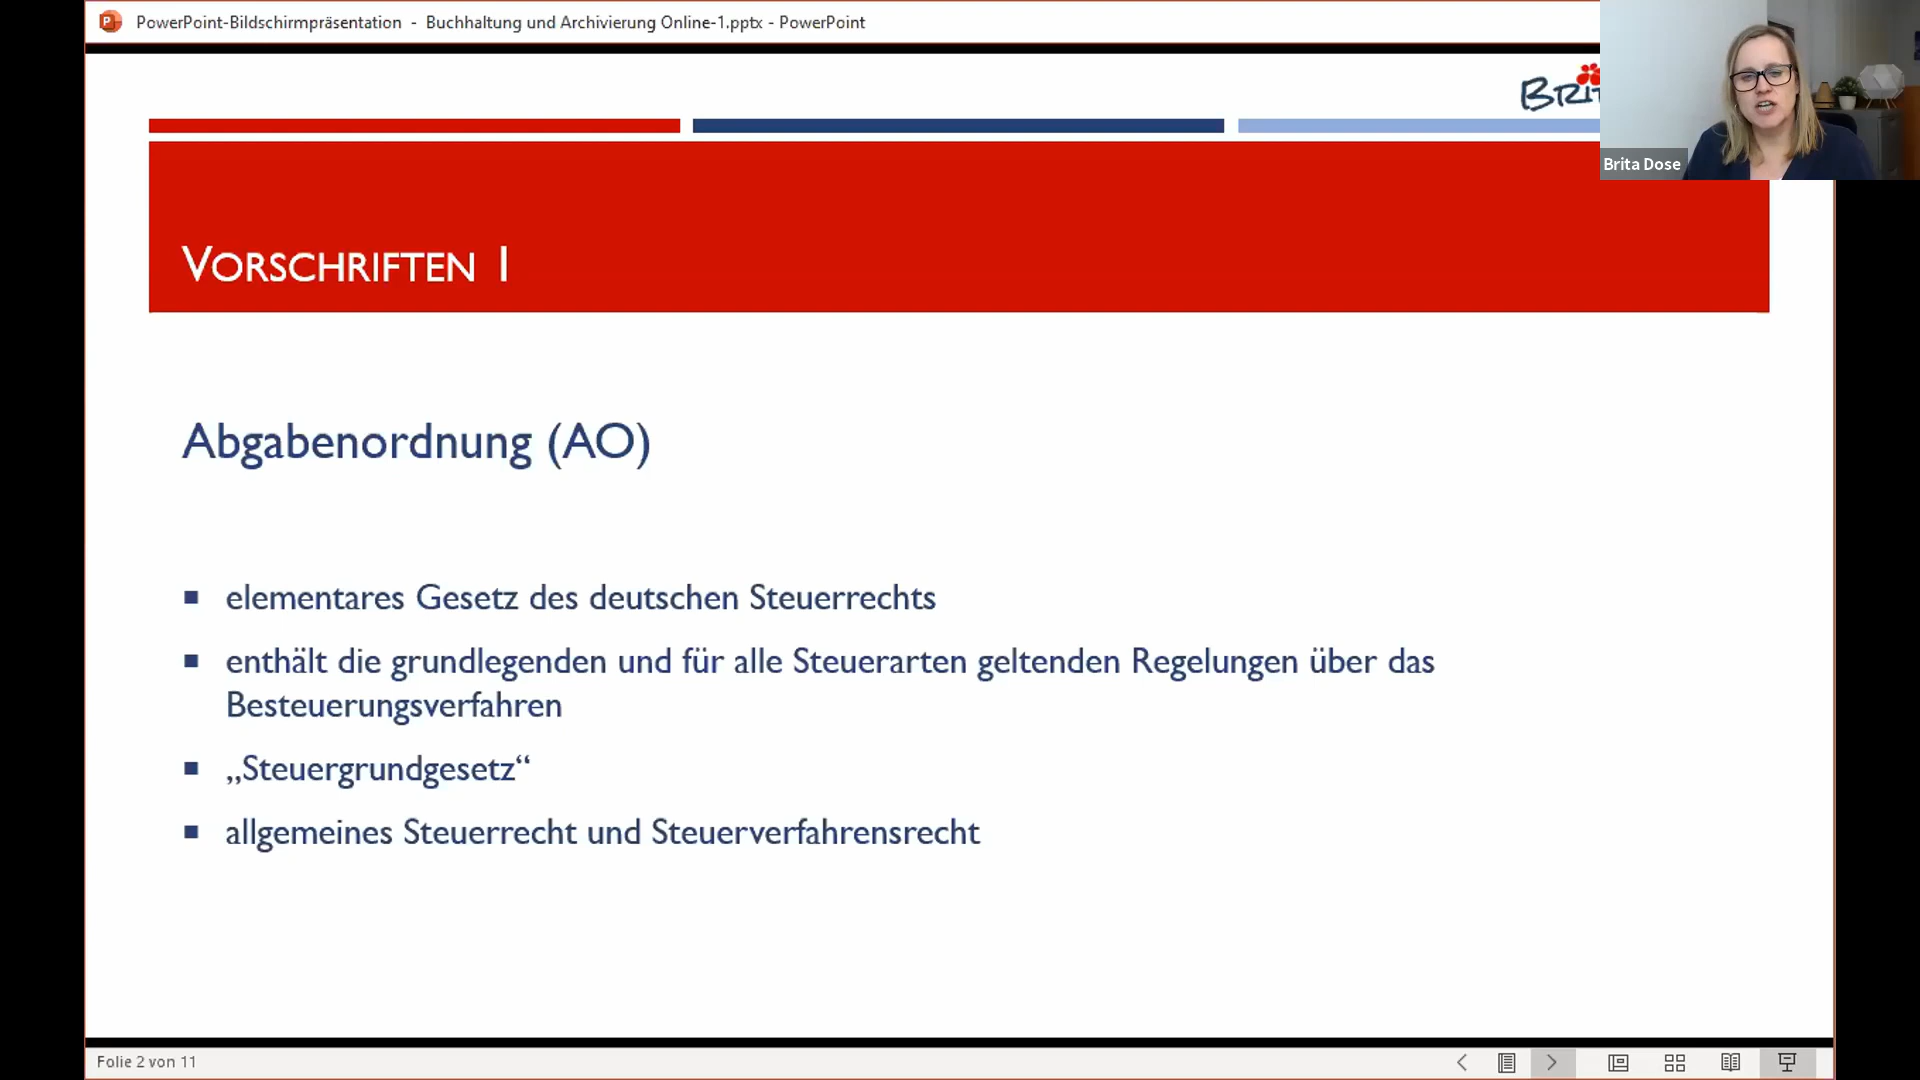 PowerPoint-Bildschirmpräsentation - Buchhaltung und Archivierung Online-1.pptx - PowerPoint
Brita Dose
VORSCHRIFTEN I
Abgabenordnung (AO)
elementares Gesetz des deutschen Steuerrechts
enthält die grundlegenden und für alle Steuerarten geltenden Regelungen über das
Besteuerungsverfahren
„Steuergrundgesetz“
allgemeines Steuerrecht und Steuerverfahrensrecht
Folie 2 von 11